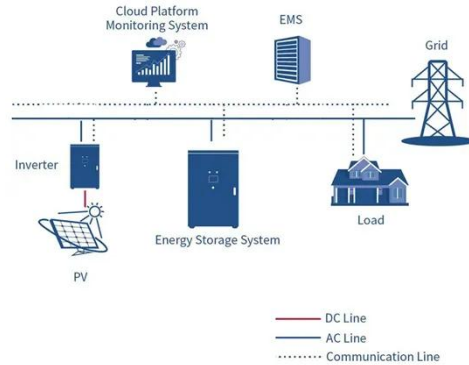 Cloud Platform
Monitoring System
EMS
Grid
Inverter
Energy Storage System
Load
PV
DC Line
AC Line
Communication Line